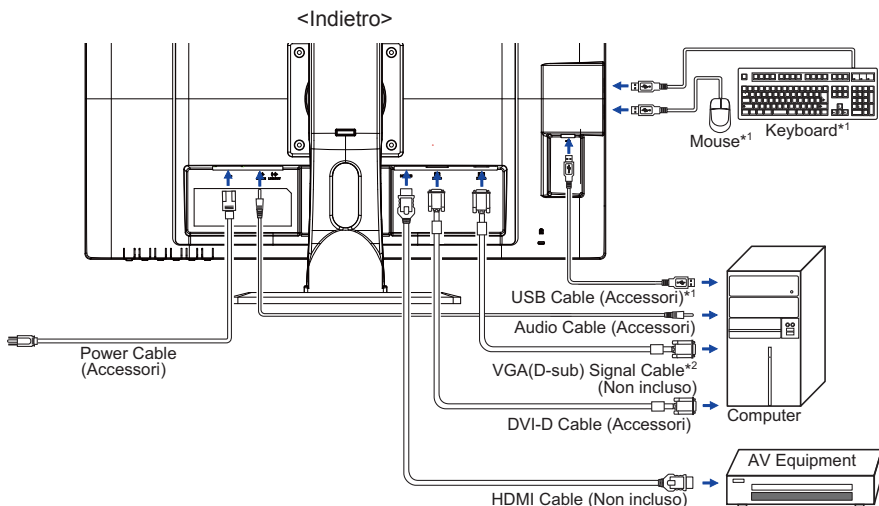 <Indietro>
Mouse*1
Keyboard*1
USB Cable (Accessori)*1
Audio Cable (Accessori)
Power Cable
(Accessori)
VGA(D-sub) Signal Cable*2
(Non incluso)
Computer
DVI-D Cable (Accessori)
AV Equipment
HDMI Cable (Non incluso)